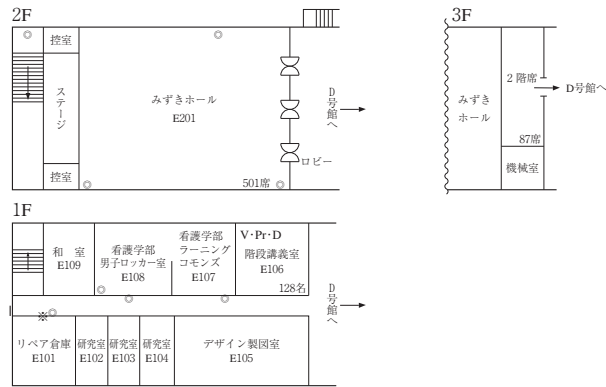 2F
控室
ステージ
控室
みずきホール
E201
501席
ロビー
D号館へ
3F
みずき
ホール
2階席
87席
機械室
D号館へ
1F
和 室
E109
看護学部
男子ロッカー室
E108
看護学部
ラーニング
コモンズ
E107
V・Pr・D
階段講義室
E106
128名
D号館へ
※
リペア倉庫
E101
研究室
E102
研究室
E103
研究室
E104
デザイン製図室
E105